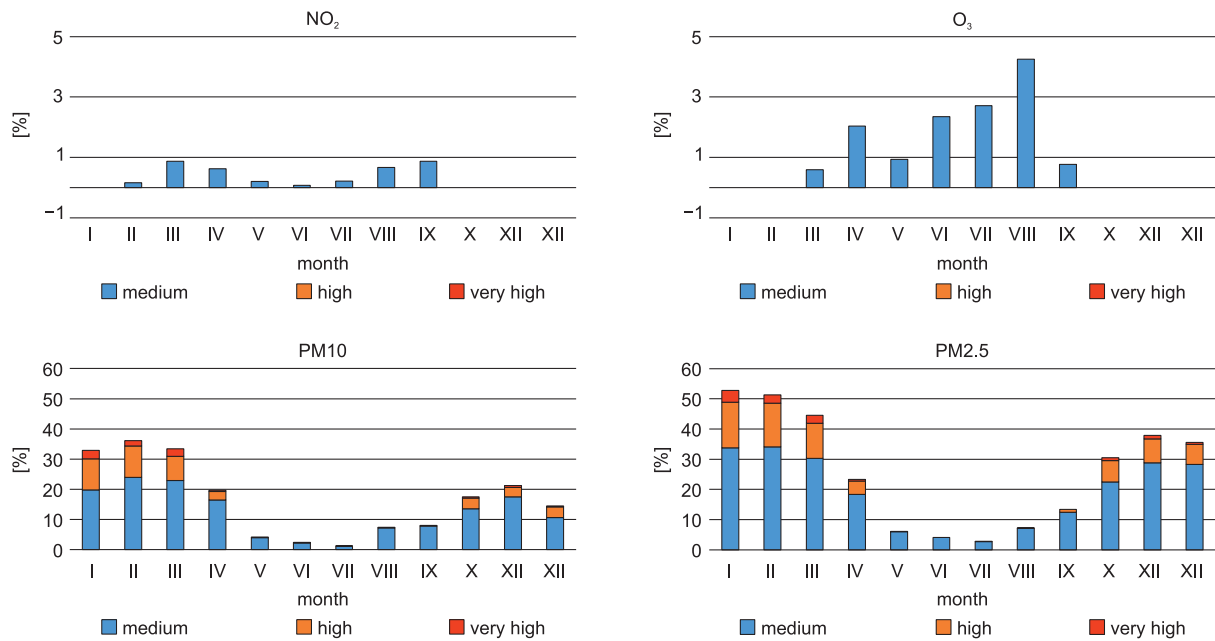 NO₂
5
3
1
−1
[%]
I II III IV V VI VII VIII IX X XII XII
month
medium high very high
O₃
5
3
1
−1
[%]
I II III IV V VI VII VIII IX X XII XII
month
medium high very high
PM10
60
50
40
30
20
10
0
[%]
I II III IV V VI VII VIII IX X XII XII
month
medium high very high
PM2.5
60
50
40
30
20
10
0
[%]
I II III IV V VI VII VIII IX X XII XII
month
medium high very high